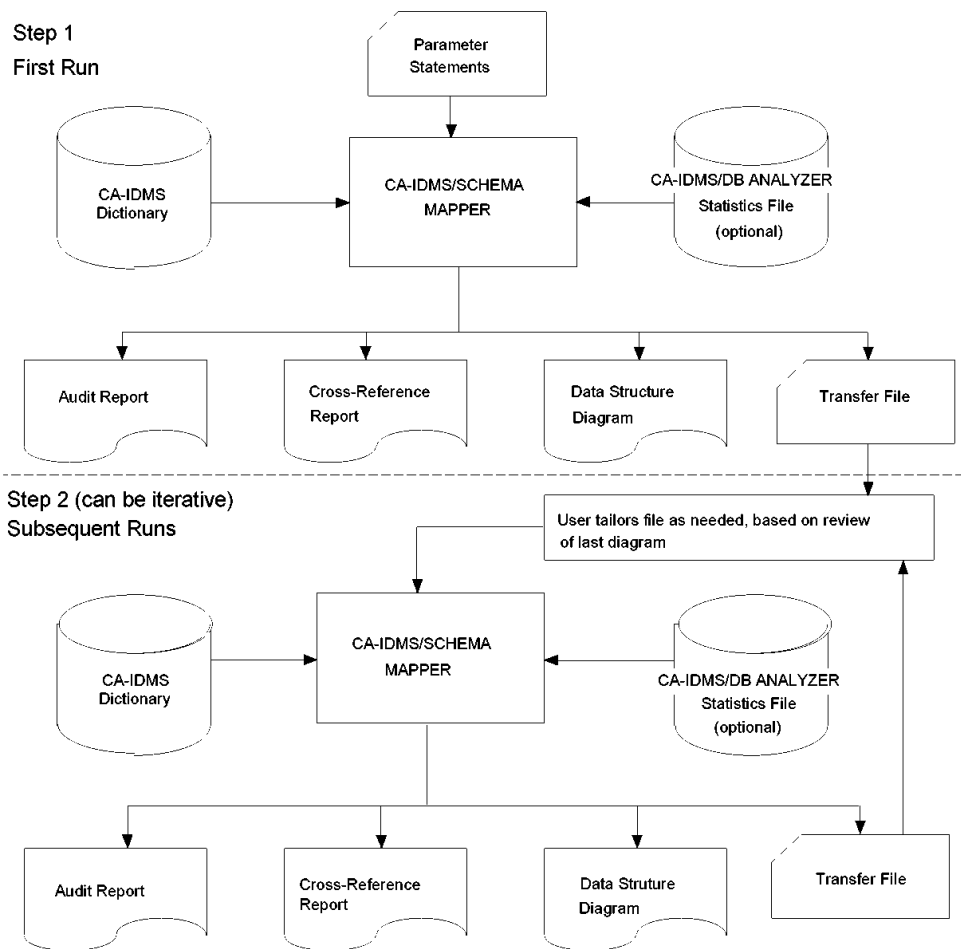 Step 1
First Run
Parameter
Statements
CA-IDMS
Dictionary
CA-IDMS/SCHEMA
MAPPER
CA-IDMS/DB ANALYZER
Statistics File
(optional)
Audit Report
Cross-Reference
Report
Data Structure
Diagram
Transfer File
Step 2 (can be iterative)
Subsequent Runs
User tailors file as needed, based on review
of last diagram
CA-IDMS
Dictionary
CA-IDMS/SCHEMA
MAPPER
CA-IDMS/DB ANALYZER
Statistics File
(optional)
Audit Report
Cross-Reference
Report
Data Struture
Diagram
Transfer File